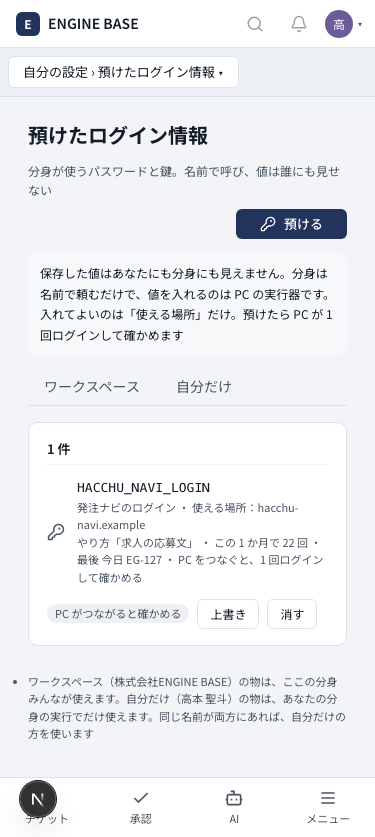 E ENGINE BASE 高
自分の設定 › 預けたログイン情報 ▾
預けたログイン情報
分身が使うパスワードと鍵。名前で呼び、値は誰にも見せ
ない
預ける
保存した値はあなたにも分身にも見えません。分身は
名前で頼むだけで、値を入れるのは PC の実行器です。
入れてよいのは「使える場所」だけ。預けたら PC が 1
回ログインして確かめます
ワークスペース 自分だけ
1 件
HACCHU_NAVI_LOGIN
発注ナビのログイン ・ 使える場所：hacchu-
navi.example
やり方「求人の応募文」 ・ この 1 か月で 22 回 ・
最後 今日 EG-127 ・ PC をつなぐと、1 回ログイン
して確かめる
PC がつながると確かめる 上書き 消す
• ワークスペース（株式会社ENGINE BASE）の物は、ここの分身
みんなが使えます。自分だけ（高本 聖斗）の物は、あなたの分
身の実行でだけ使えます。同じ名前が両方にあれば、自分だけの
方を使います
N
チケット 承認 AI メニュー